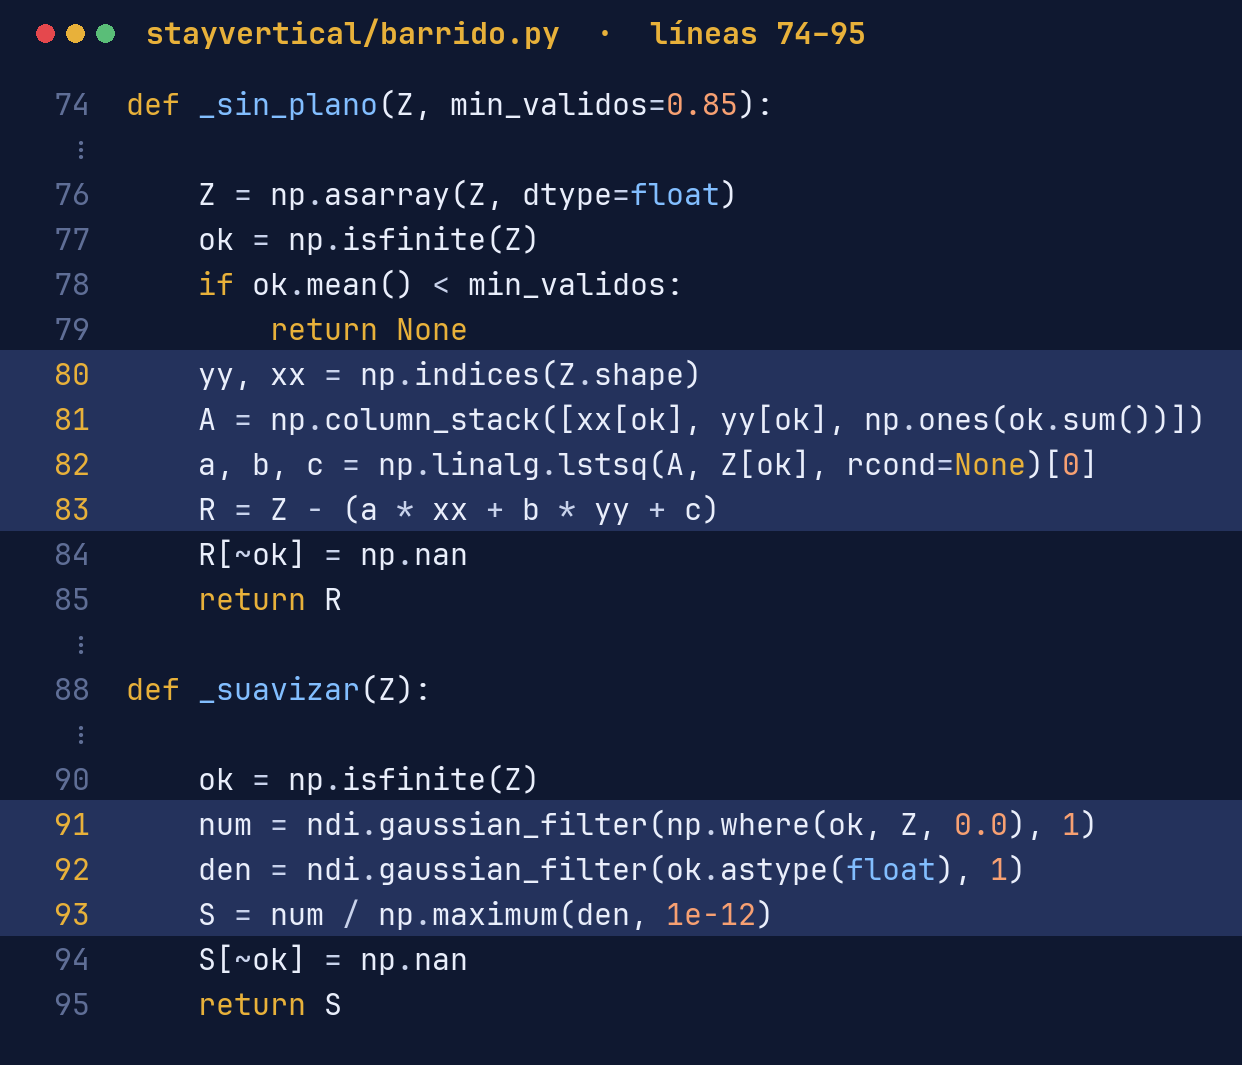 stayvertical/barrido.py · líneas 74–95
74 def _sin_plano(Z, min_validos=0.85):
⋮
76     Z = np.asarray(Z, dtype=float)
77     ok = np.isfinite(Z)
78     if ok.mean() < min_validos:
79         return None
80     yy, xx = np.indices(Z.shape)
81     A = np.column_stack([xx[ok], yy[ok], np.ones(ok.sum())])
82     a, b, c = np.linalg.lstsq(A, Z[ok], rcond=None)[0]
83     R = Z - (a * xx + b * yy + c)
84     R[~ok] = np.nan
85     return R
⋮
88 def _suavizar(Z):
⋮
90     ok = np.isfinite(Z)
91     num = ndi.gaussian_filter(np.where(ok, Z, 0.0), 1)
92     den = ndi.gaussian_filter(ok.astype(float), 1)
93     S = num / np.maximum(den, 1e-12)
94     S[~ok] = np.nan
95     return S